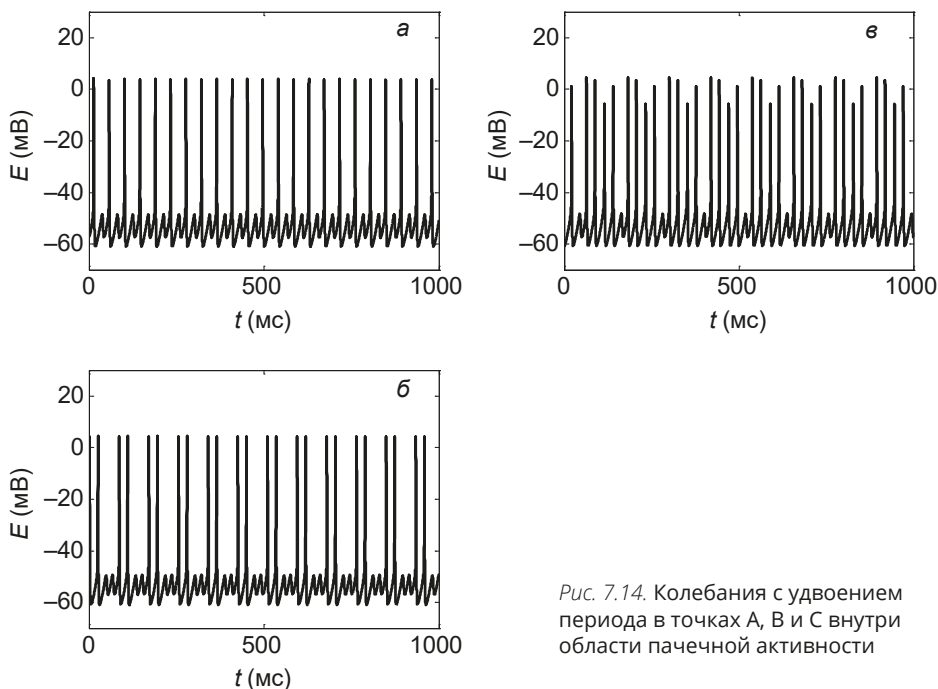 а
20
0
–20
–40
–60
E (мВ)
0
500
1000
t (мс)
в
20
0
–20
–40
–60
E (мВ)
0
500
1000
t (мс)
б
20
0
–20
–40
–60
E (мВ)
0
500
1000
t (мс)
Рис. 7.14. Колебания с удвоением
периода в точках А, В и С внутри
области пачечной активности